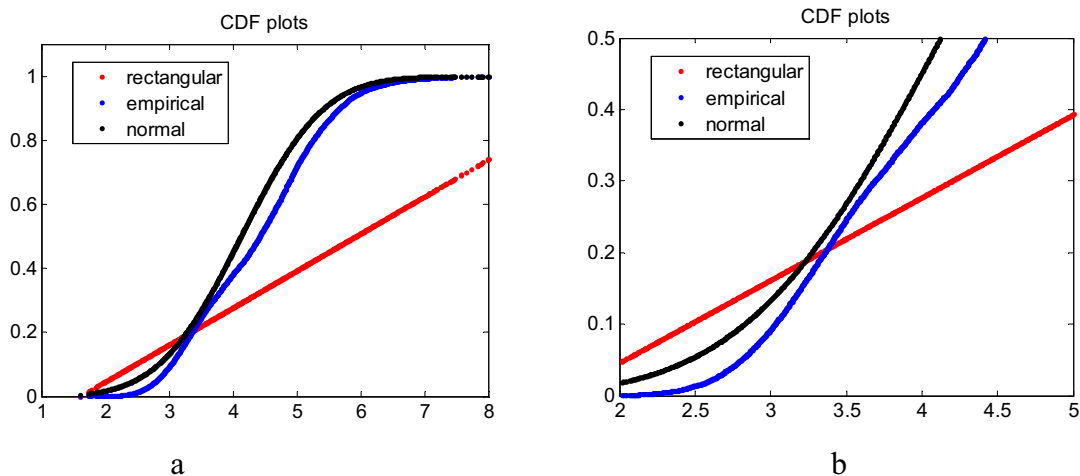 CDF plots
1
0.8
0.6
0.4
0.2
0
1 2 3 4 5 6 7 8
rectangular
empirical
normal
a
CDF plots
0.5
0.4
0.3
0.2
0.1
0
2 2.5 3 3.5 4 4.5 5
rectangular
empirical
normal
b